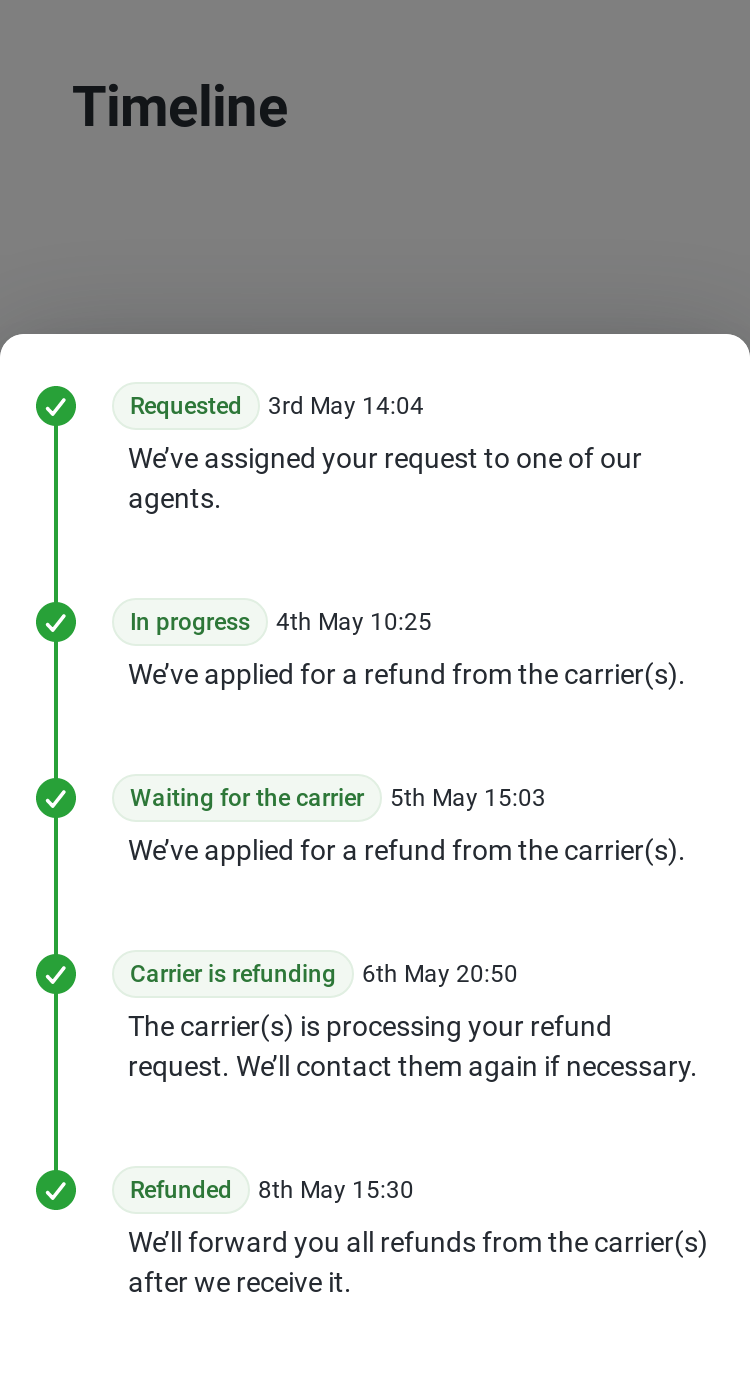 Timeline
Requested 3rd May 14:04
We’ve assigned your request to one of our
agents.
In progress 4th May 10:25
We’ve applied for a refund from the carrier(s).
Waiting for the carrier 5th May 15:03
We’ve applied for a refund from the carrier(s).
Carrier is refunding 6th May 20:50
The carrier(s) is processing your refund
request. We’ll contact them again if necessary.
Refunded 8th May 15:30
We’ll forward you all refunds from the carrier(s)
after we receive it.